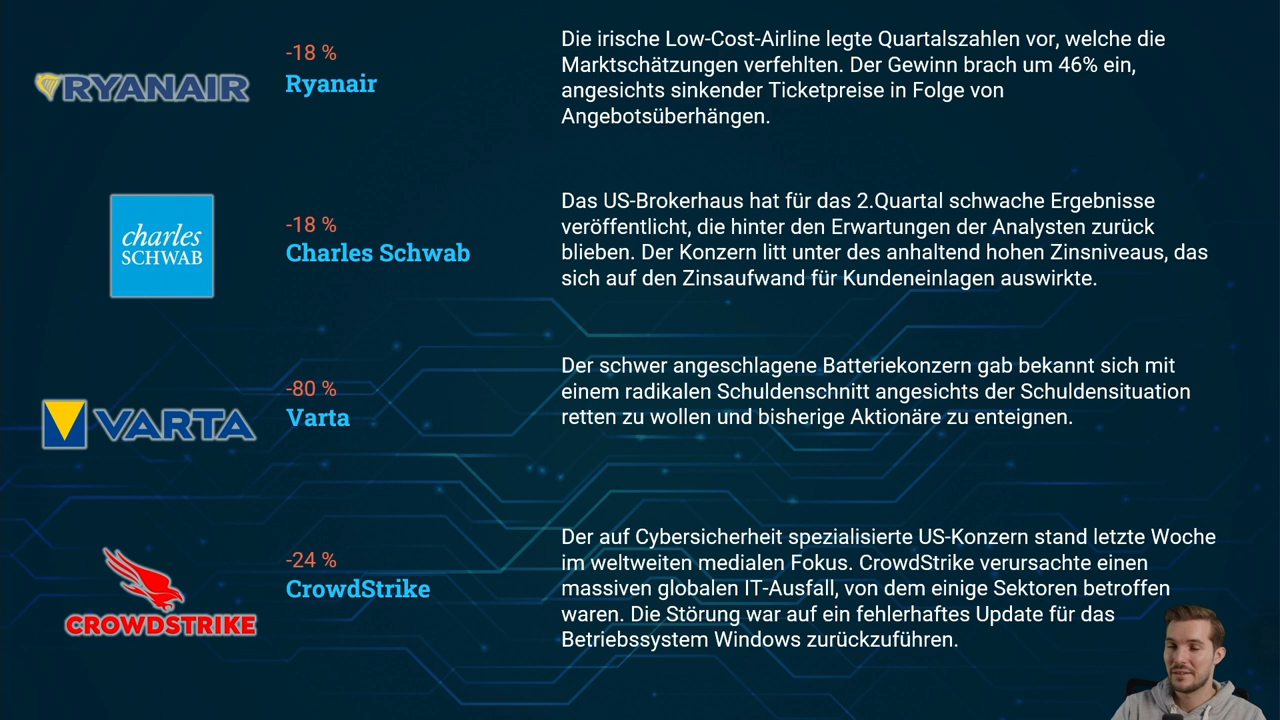 RYANAIR
-18 %
Ryanair
Die irische Low-Cost-Airline legte Quartalszahlen vor, welche die
Marktschätzungen verfehlten. Der Gewinn brach um 46% ein,
angesichts sinkender Ticketpreise in Folge von
Angebotsüberhängen.
charles
SCHWAB
-18 %
Charles Schwab
Das US-Brokerhaus hat für das 2.Quartal schwache Ergebnisse
veröffentlicht, die hinter den Erwartungen der Analysten zurück
blieben. Der Konzern litt unter des anhaltend hohen Zinsniveaus, das
sich auf den Zinsaufwand für Kundeneinlagen auswirkte.
VARTA
-80 %
Varta
Der schwer angeschlagene Batteriekonzern gab bekannt sich mit
einem radikalen Schuldenschnitt angesichts der Schuldensituation
retten zu wollen und bisherige Aktionäre zu enteignen.
CROWDSTRIKE
-24 %
CrowdStrike
Der auf Cybersicherheit spezialisierte US-Konzern stand letzte Woche
im weltweiten medialen Fokus. CrowdStrike verursachte einen
massiven globalen IT-Ausfall, von dem einige Sektoren betroffen
waren. Die Störung war auf ein fehlerhaftes Update für das
Betriebssystem Windows zurückzuführen.